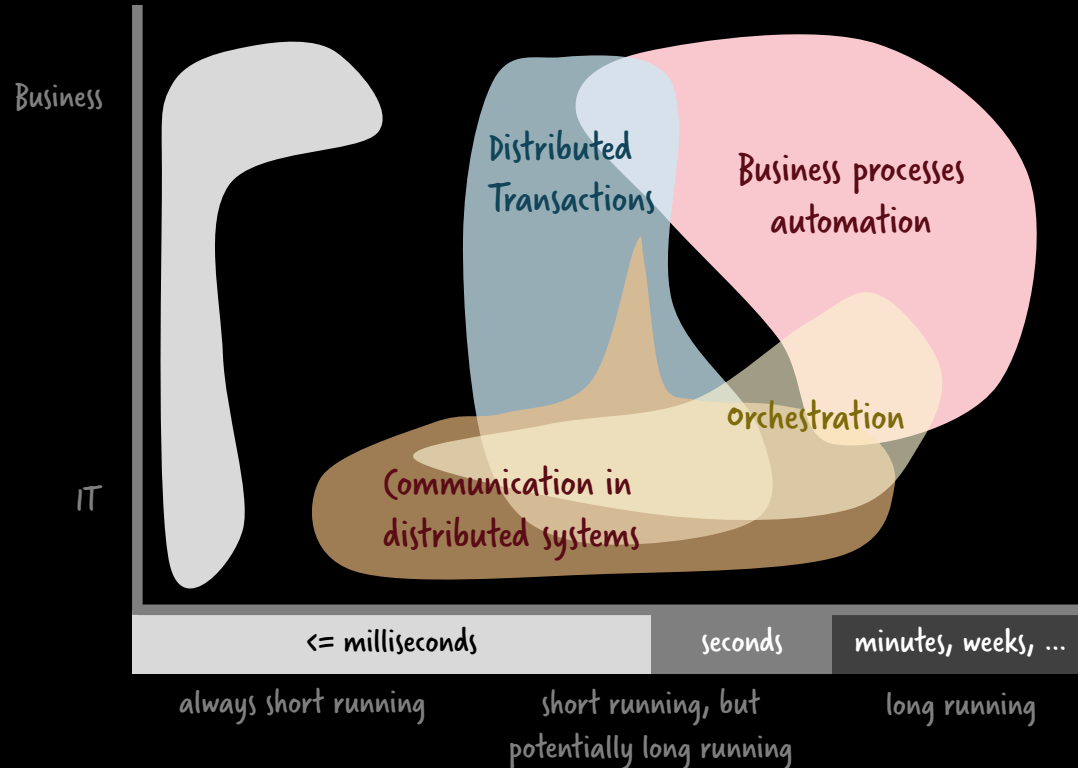 Business
Distributed
Transactions
Business processes
automation
Orchestration
Communication in
distributed systems
IT
<= milliseconds
seconds
minutes, weeks, ...
always short running
short running, but
potentially long running
long running